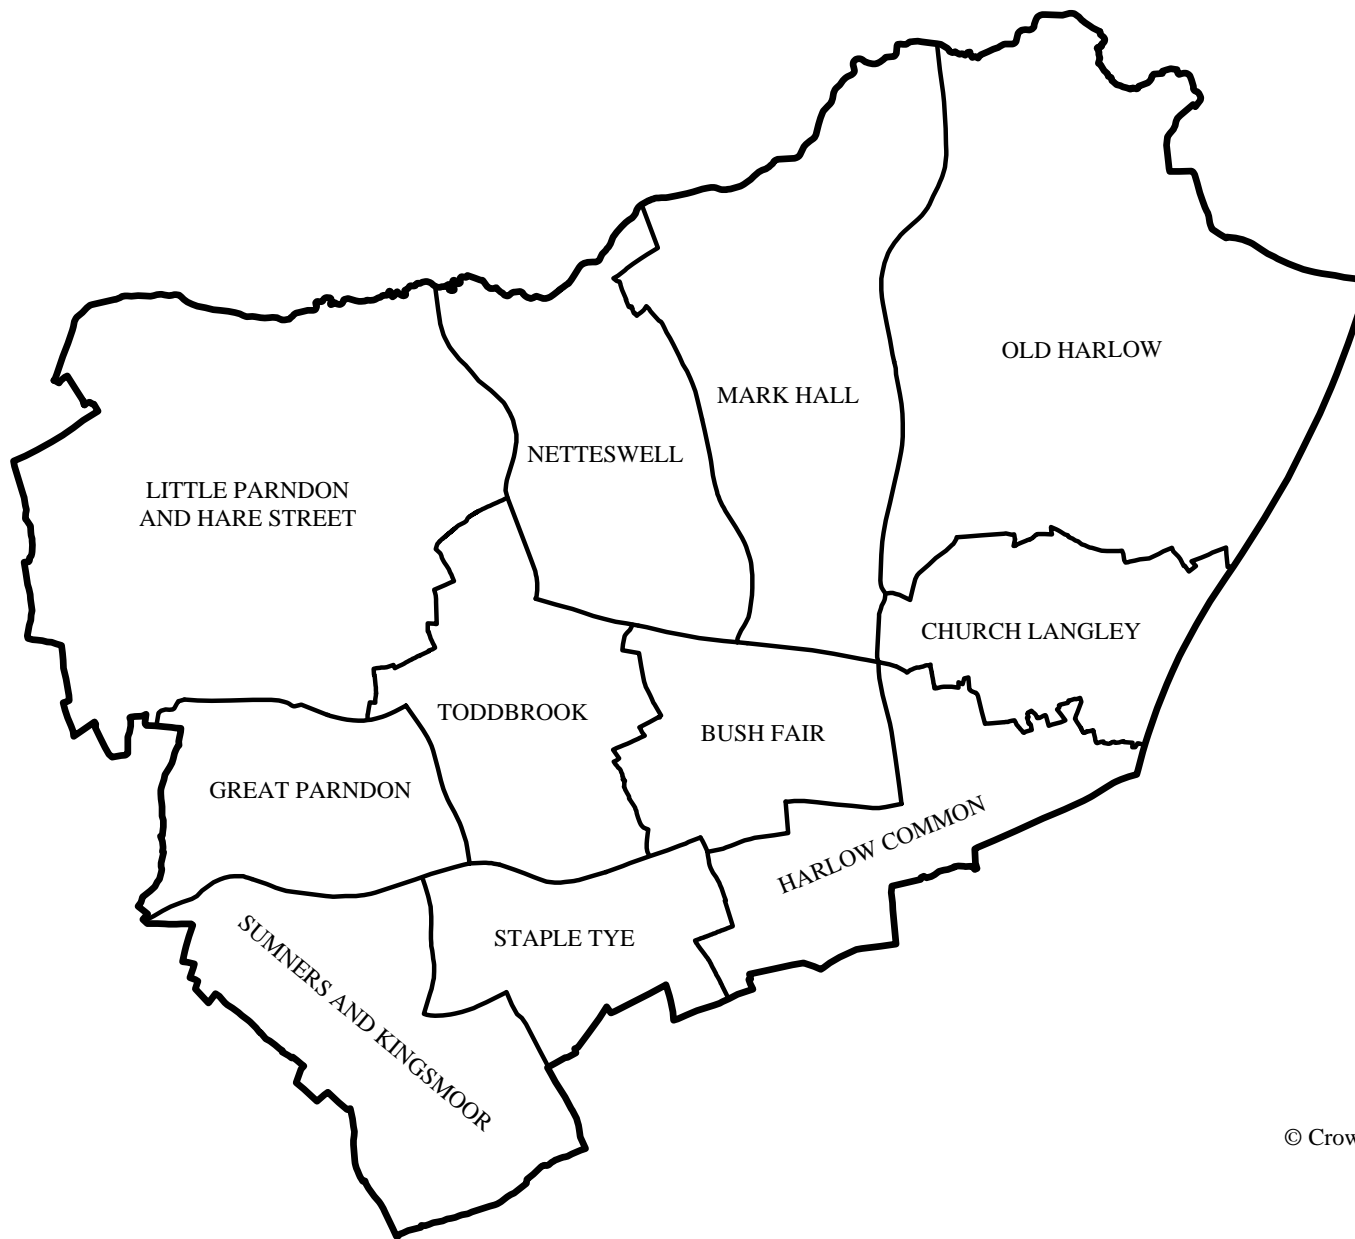 OLD HARLOW
MARK HALL
NETTESWELL
LITTLE PARNDON
AND HARE STREET
CHURCH LANGLEY
TODDBROOK
BUSH FAIR
GREAT PARNDON
HARLOW COMMON
STAPLE TYE
SUMNERS AND KINGSMOOR
© Crow